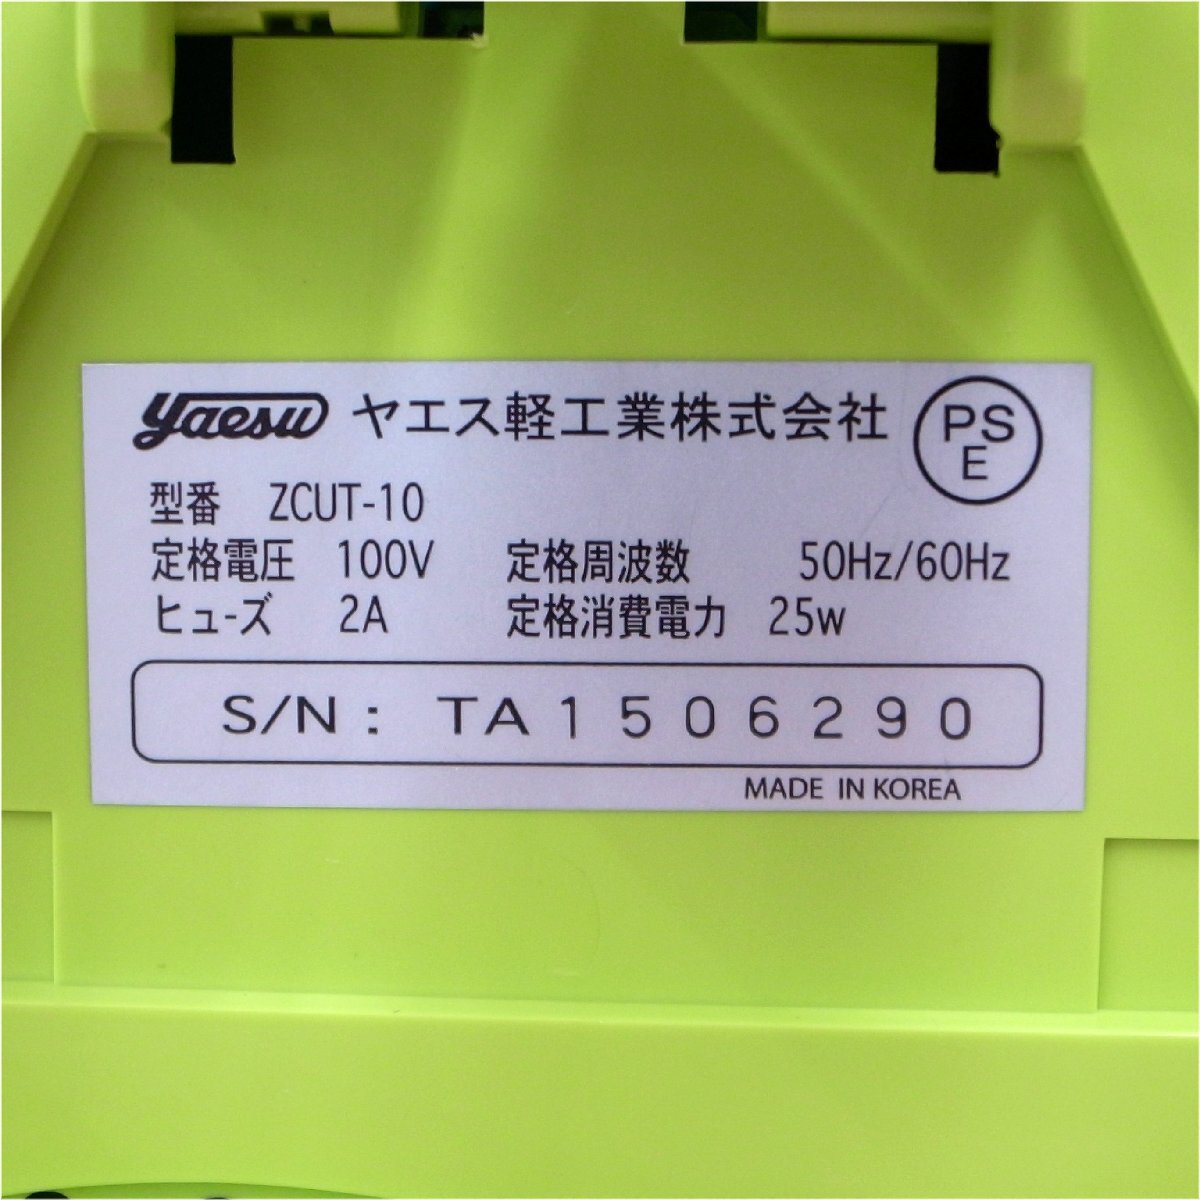 yaesu ヤエス軽工業株式会社 PSE
型番 ZCUT-10
定格電圧 100V 定格周波数 50Hz/60Hz
ヒュ-ズ 2A 定格消費電力 25w
S/N: TA1506290
MADE IN KOREA